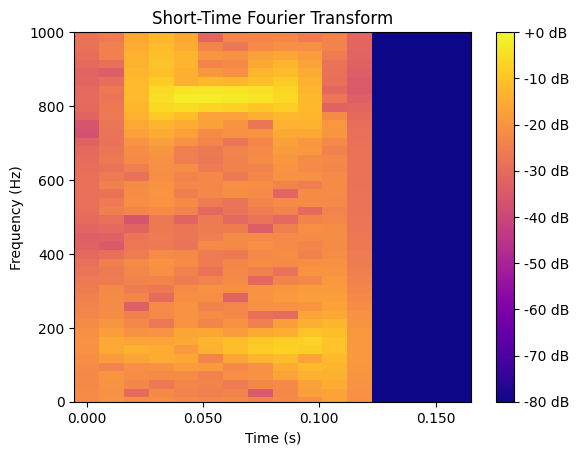 Short-Time Fourier Transform
1000
800
600
400
200
0
Frequency (Hz)
0.000
0.050
0.100
0.150
Time (s)
+0 dB
-10 dB
-20 dB
-30 dB
-40 dB
-50 dB
-60 dB
-70 dB
-80 dB